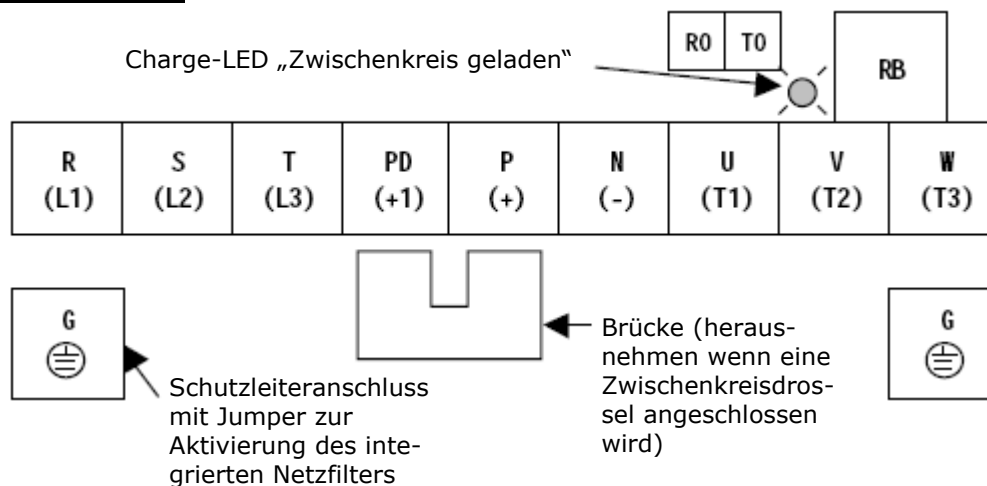 R0 T0
Charge-LED „Zwischenkreis geladen“
RB
R S T PD P N U V W
(L1) (L2) (L3) (+1) (+) (-) (T1) (T2) (T3)
G
G
Brücke (heraus-
nehmen wenn eine
Zwischenkreisdros-
sel angeschlossen
wird)
Schutzleiteranschluss
mit Jumper zur
Aktivierung des inte-
grierten Netzfilters